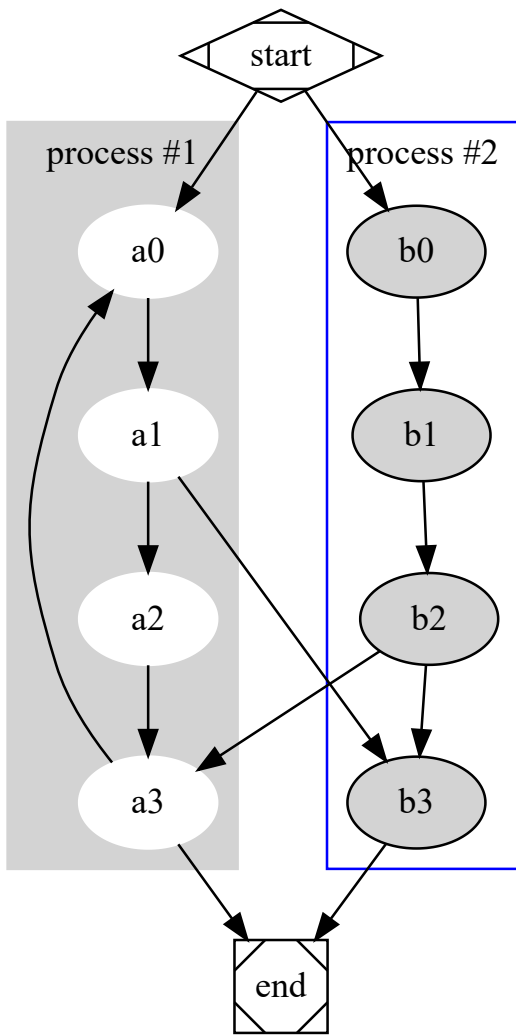 start
process #1
process #2
a0
b0
a1
b1
a2
b2
a3
b3
end